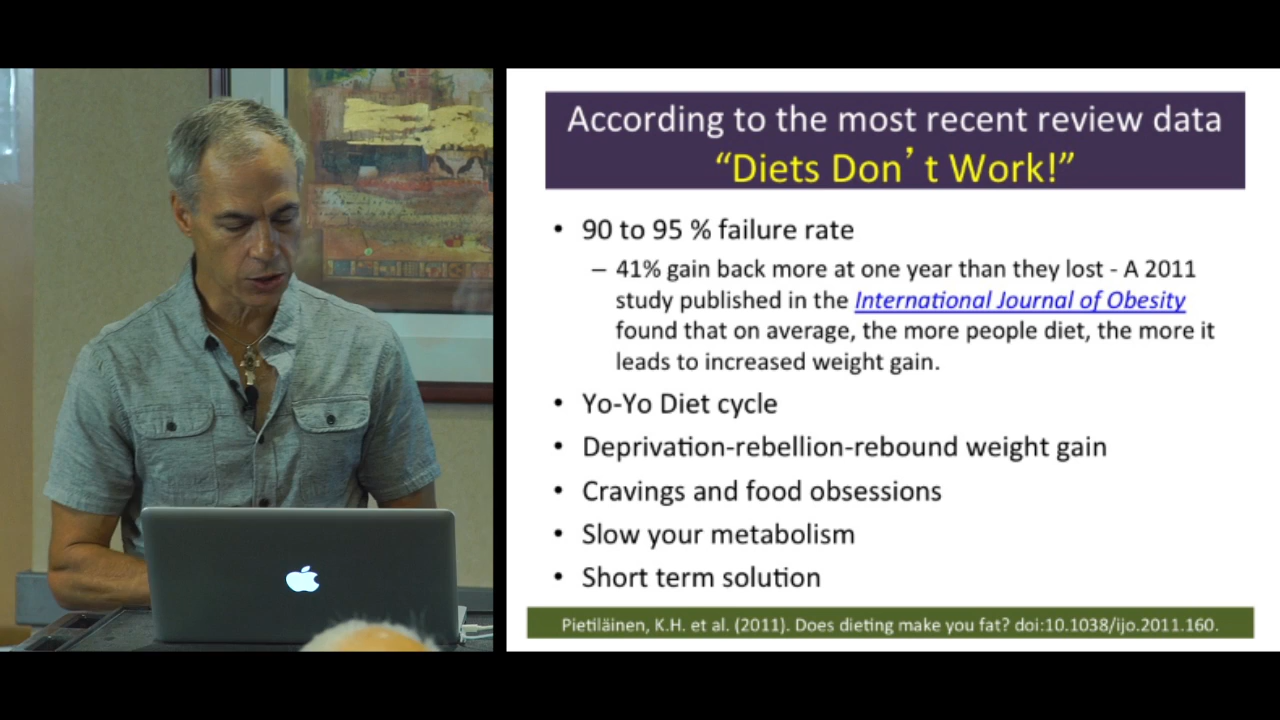 According to the most recent review data
“Diets Don’t Work!”
• 90 to 95 % failure rate
– 41% gain back more at one year than they lost - A 2011
study published in the International Journal of Obesity
found that on average, the more people diet, the more it
leads to increased weight gain.
• Yo-Yo Diet cycle
• Deprivation-rebellion-rebound weight gain
• Cravings and food obsessions
• Slow your metabolism
• Short term solution
Pietiläinen, K.H. et al. (2011). Does dieting make you fat? doi:10.1038/ijo.2011.160.